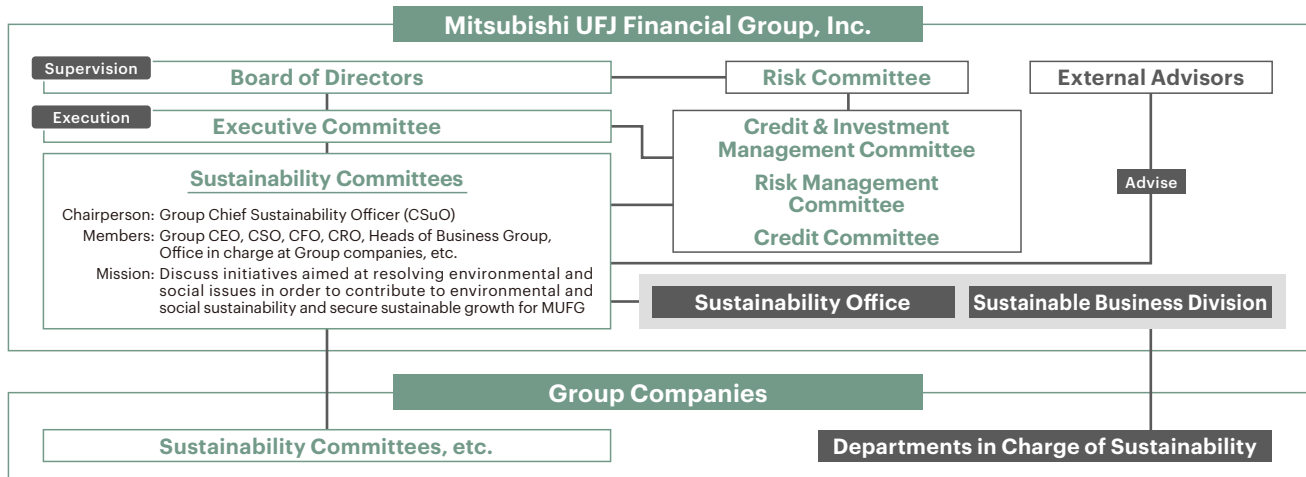 Mitsubishi UFJ Financial Group, Inc.
Supervision
Board of Directors
Risk Committee
External Advisors
Execution
Executive Committee
Credit & Investment
Management Committee
Risk Management
Committee
Credit Committee
Advise
Sustainability Committees
Chairperson: Group Chief Sustainability Officer (CSuO)
Members: Group CEO, CSO, CFO, CRO, Heads of Business Group,
Office in charge at Group companies, etc.
Mission: Discuss initiatives aimed at resolving environmental and
social issues in order to contribute to environmental and
social sustainability and secure sustainable growth for MUFG
Sustainability Office
Sustainable Business Division
Group Companies
Sustainability Committees, etc.
Departments in Charge of Sustainability